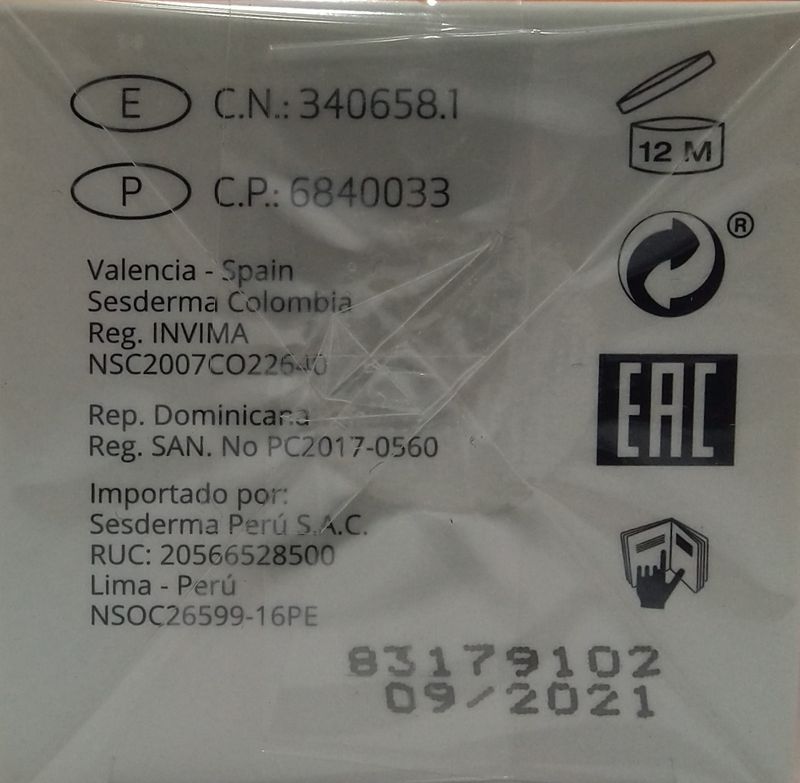 E C.N.: 340658.1
P C.P.: 6840033
Valencia - Spain
Sesderma Colombia
Reg. INVIMA
NSC2007CO22640
Rep. Dominicana
Reg. SAN. No PC2017-0560
Importado por:
Sesderma Perú S.A.C.
RUC: 20566528500
Lima - Perú
NSOC26599-16PE
12 M
®
EAC
83179102
09/2021